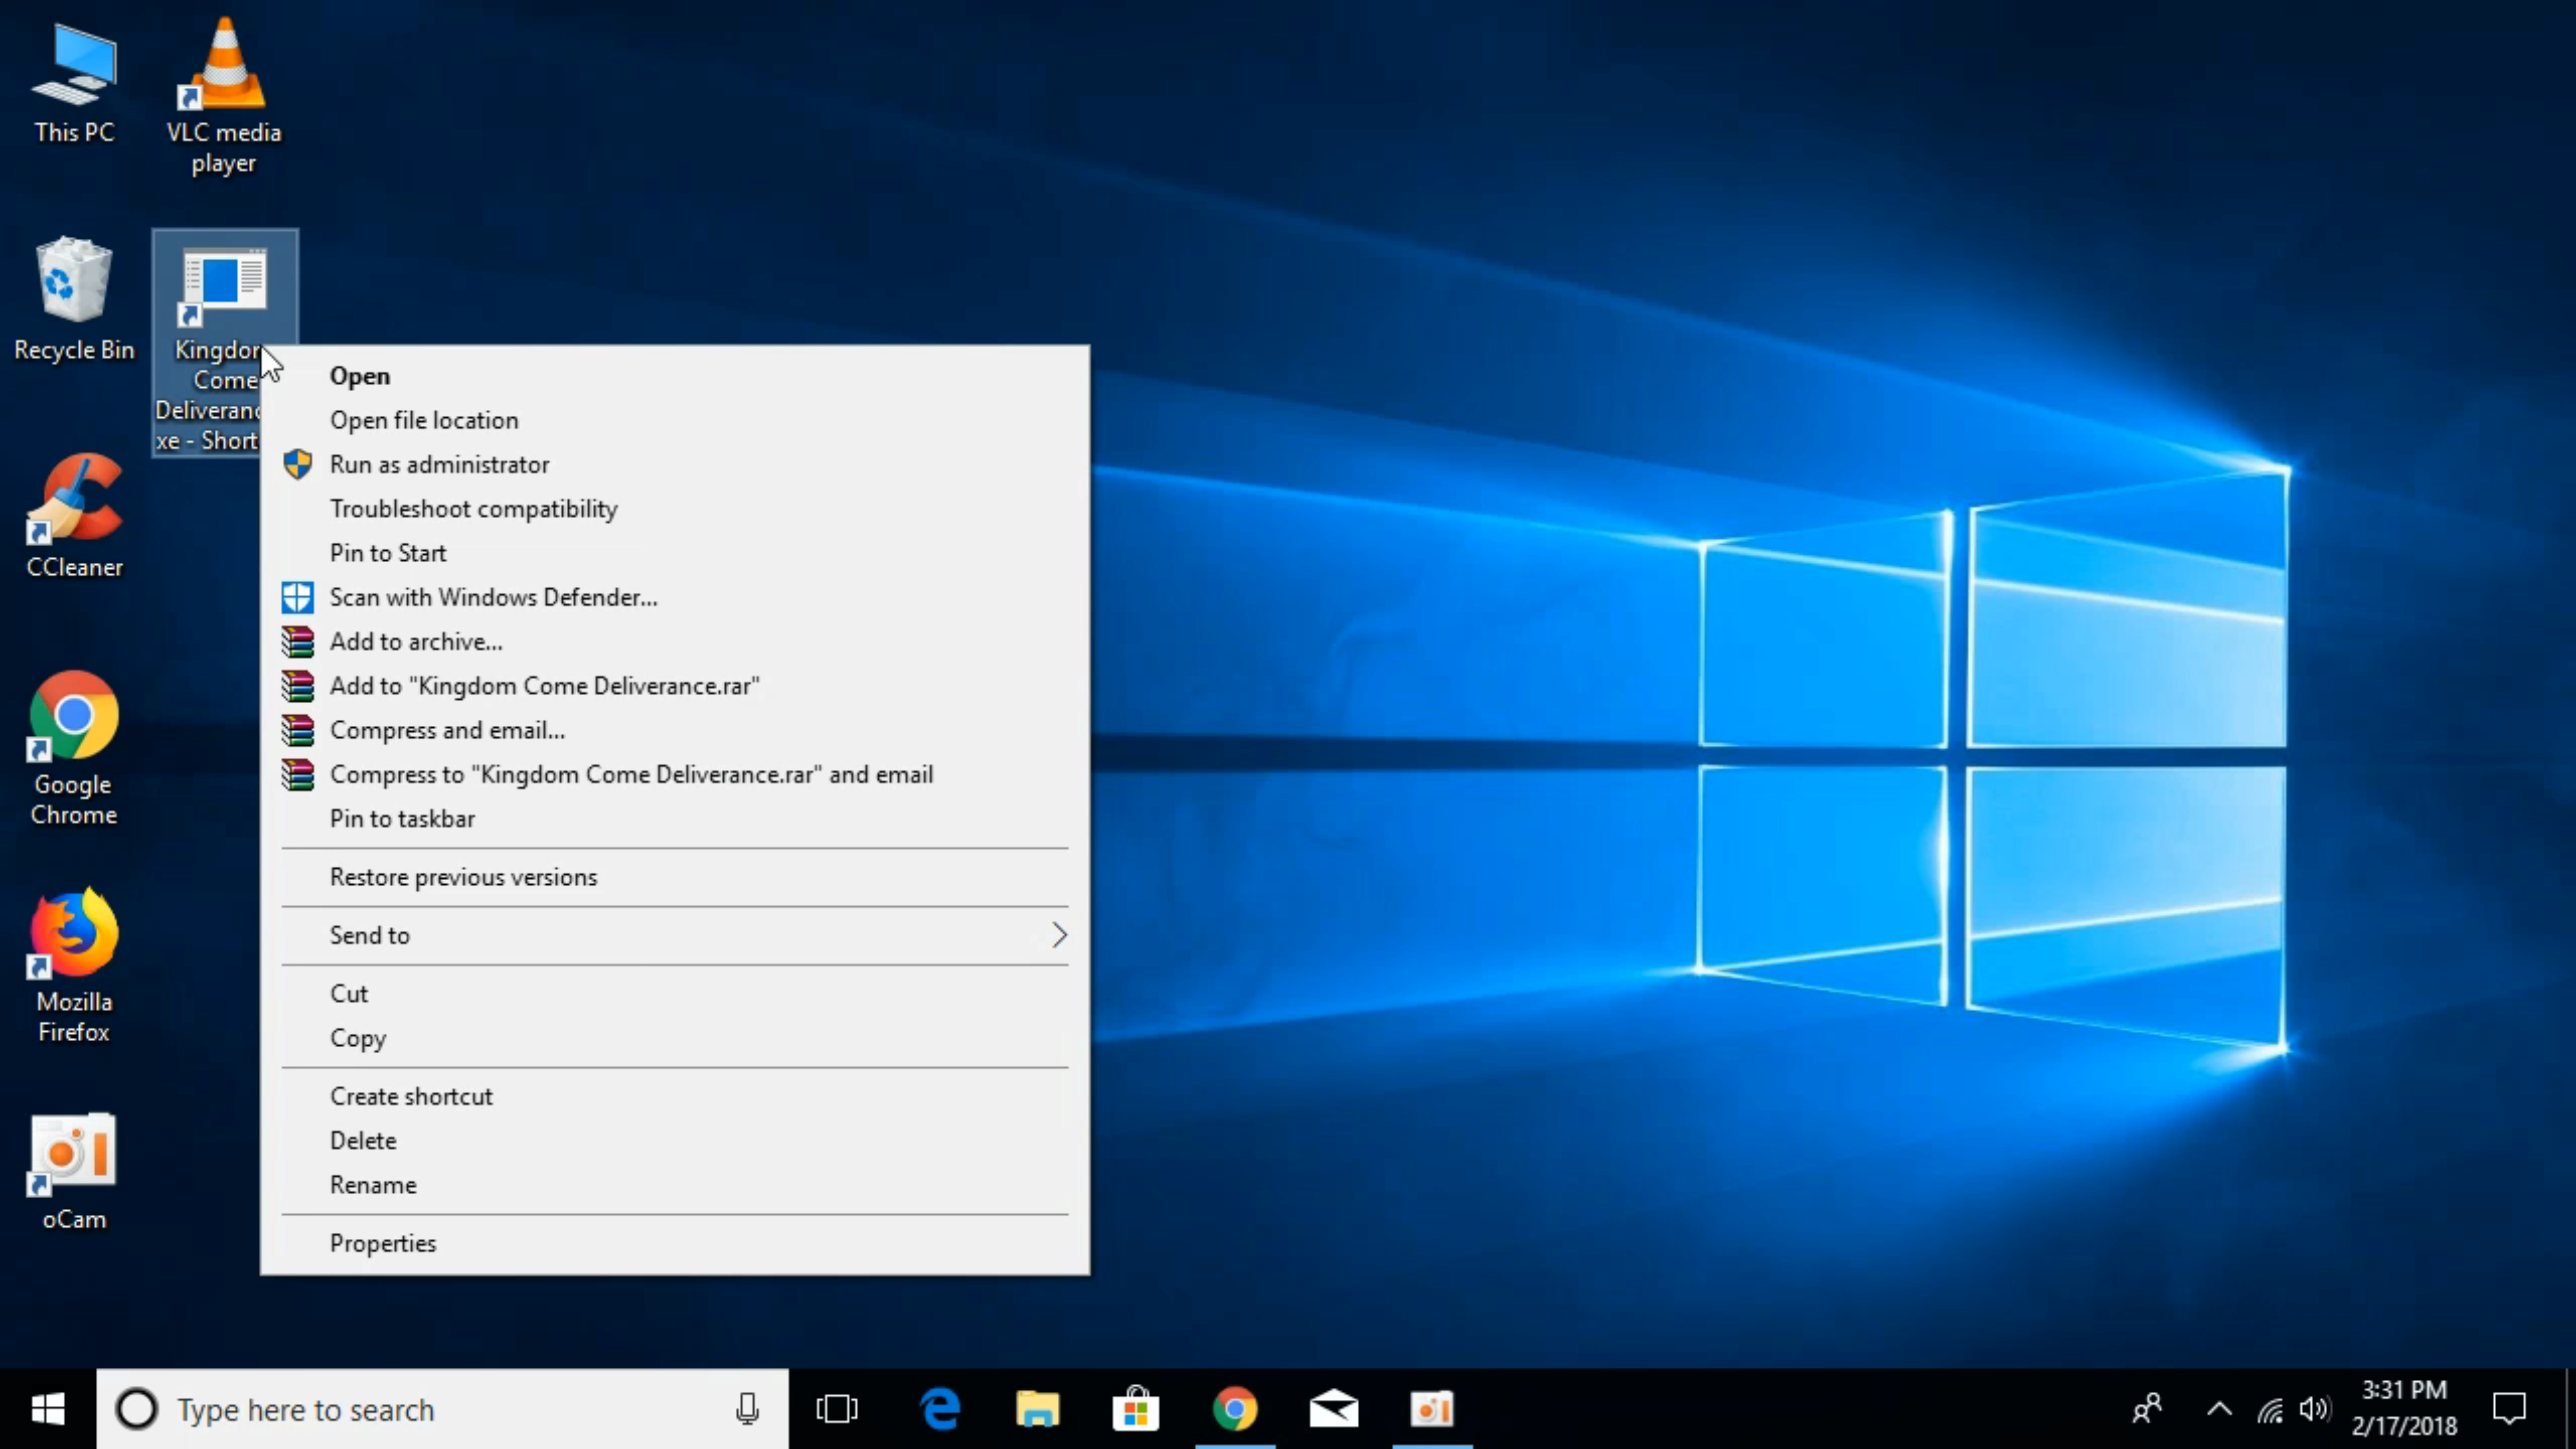 This PC
VLC media
player
Recycle Bin
Kingdom
Come
Deliveranc
xe - Short
CCleaner
Google
Chrome
Mozilla
Firefox
oCam
Open
Open file location
Run as administrator
Troubleshoot compatibility
Pin to Start
Scan with Windows Defender...
Add to archive...
Add to "Kingdom Come Deliverance.rar"
Compress and email...
Compress to "Kingdom Come Deliverance.rar" and email
Pin to taskbar
Restore previous versions
Send to
Cut
Copy
Create shortcut
Delete
Rename
Properties
Type here to search
3:31 PM
2/17/2018